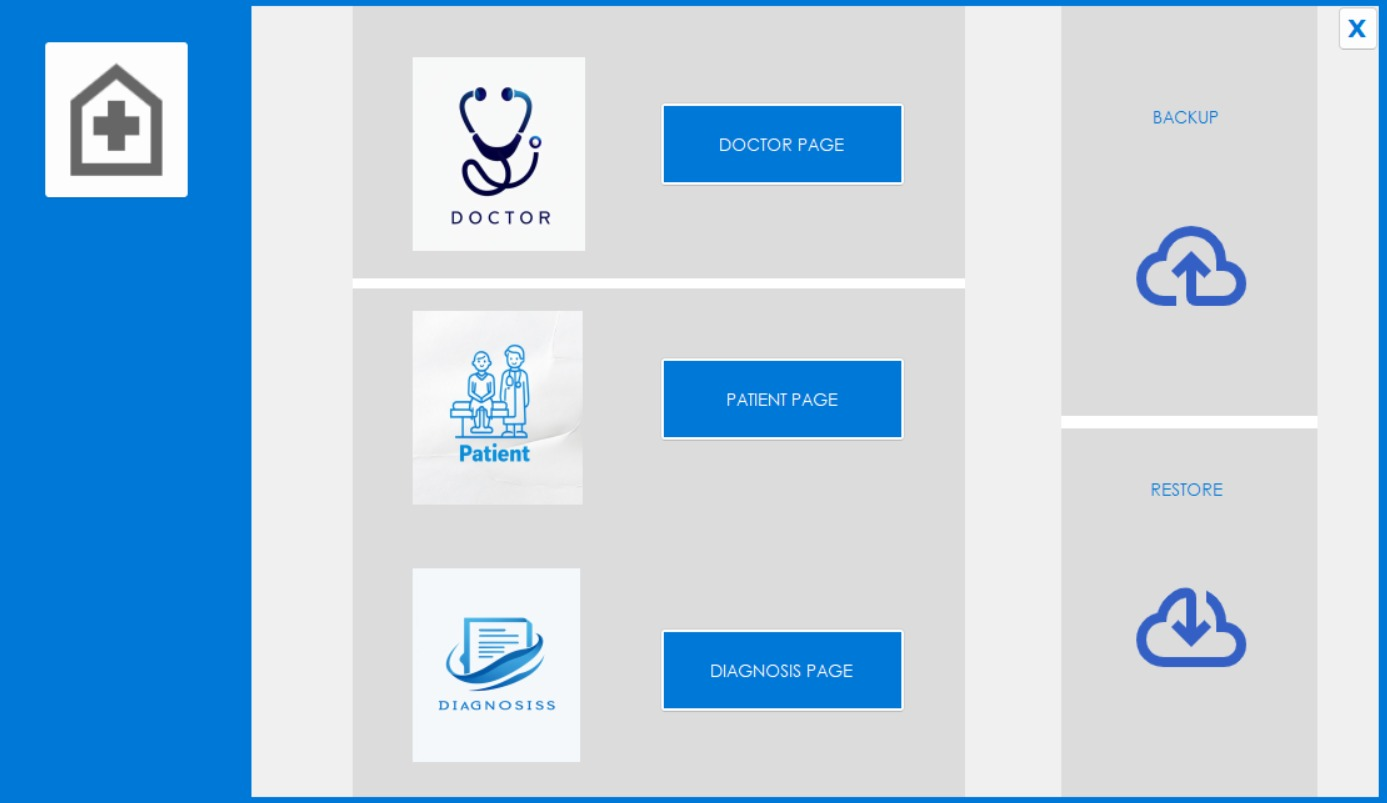 X
DOCTOR
DOCTOR PAGE
Patient
PATIENT PAGE
DIAGNOSISS
DIAGNOSIS PAGE
BACKUP
RESTORE